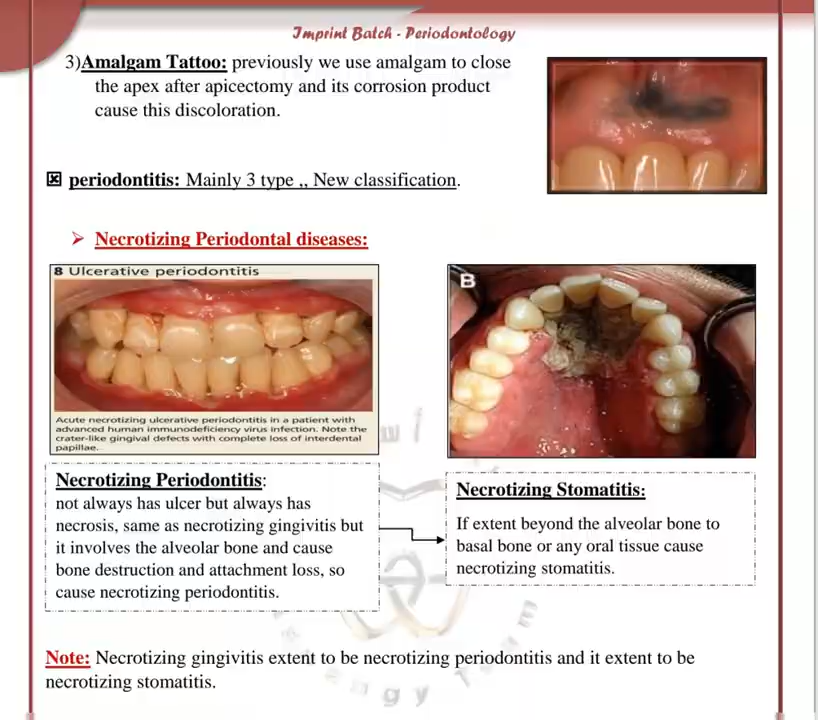 Imprint Batch - Periodontology
3)Amalgam Tattoo: previously we use amalgam to close
the apex after apicectomy and its corrosion product
cause this discoloration.
periodontitis: Mainly 3 type ,, New classification.
Necrotizing Periodontal diseases:
8 Ulcerative periodontitis
Acute necrotizing ulcerative periodontitis in a patient with
advanced human immunodeficiency virus infection. Note the
crater-like gingival defects with complete loss of interdental
papillae.
B
Necrotizing Periodontitis:
not always has ulcer but always has
necrosis, same as necrotizing gingivitis but
it involves the alveolar bone and cause
bone destruction and attachment loss, so
cause necrotizing periodontitis.
Necrotizing Stomatitis:
If extent beyond the alveolar bone to
basal bone or any oral tissue cause
necrotizing stomatitis.
Note: Necrotizing gingivitis extent to be necrotizing periodontitis and it extent to be
necrotizing stomatitis.